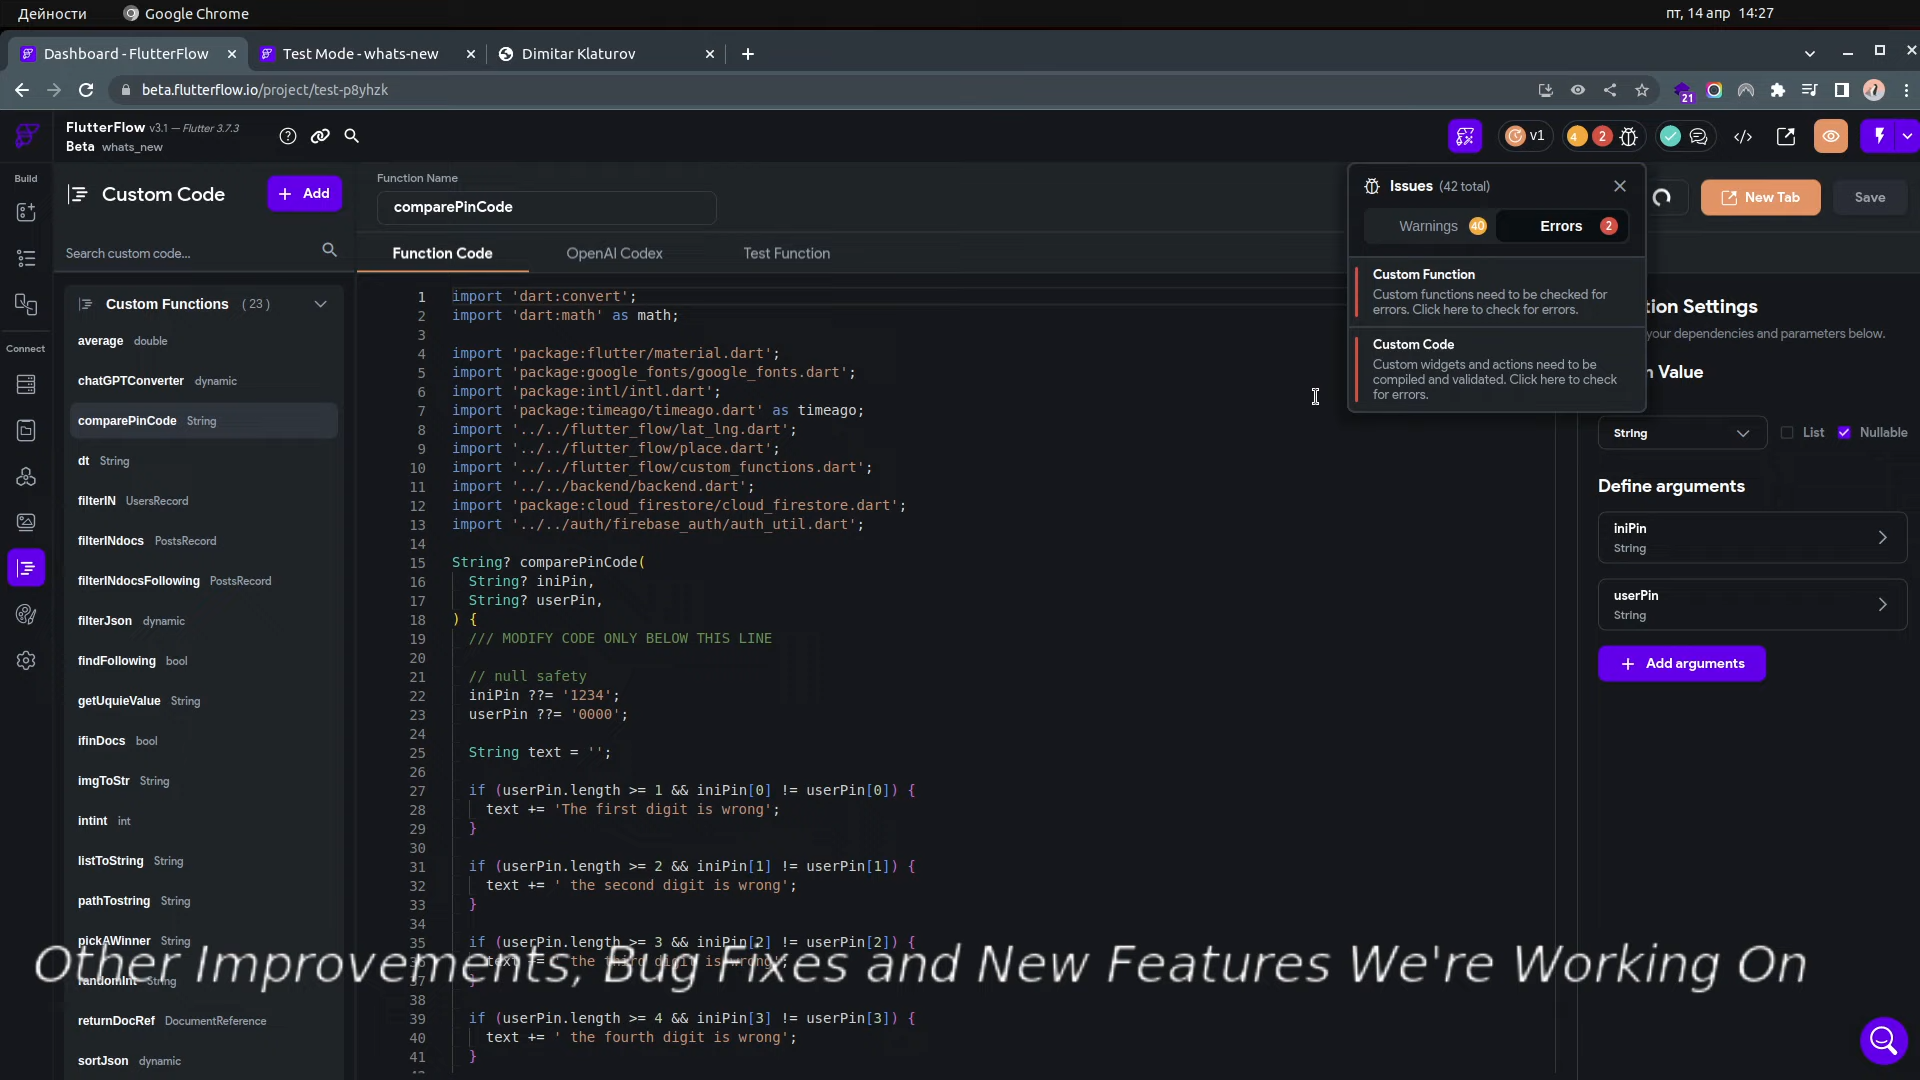 Дейности
Google Chrome
пт, 14 апр 14:27
Dashboard - FlutterFlow
Test Mode - whats-new
Dimitar Klaturov
beta.flutterflow.io/project/test-p8yhzk
21
FlutterFlow v3.1 — Flutter 3.7.3
Beta whats_new
v1
4
2
Build
Connect
Custom Code
+ Add
Search custom code...
Custom Functions ( 23 )
average double
chatGPTConverter dynamic
comparePinCode String
dt String
filterIN UsersRecord
filterINdocs PostsRecord
filterINdocsFollowing PostsRecord
filterJson dynamic
findFollowing bool
getUquieValue String
ifinDocs bool
imgToStr String
intint int
listToString String
pathTostring String
pickAWinner String
randomInt String
returnDocRef DocumentReference
sortJson dynamic
Function Name
comparePinCode
Function Code
OpenAI Codex
Test Function
1 import 'dart:convert';
2 import 'dart:math' as math;
3
4 import 'package:flutter/material.dart';
5 import 'package:google_fonts/google_fonts.dart';
6 import 'package:intl/intl.dart';
7 import 'package:timeago/timeago.dart' as timeago;
8 import '../../flutter_flow/lat_lng.dart';
9 import '../../flutter_flow/place.dart';
10 import '../../flutter_flow/custom_functions.dart';
11 import '../../backend/backend.dart';
12 import 'package:cloud_firestore/cloud_firestore.dart';
13 import '../../auth/firebase_auth/auth_util.dart';
14
15 String? comparePinCode(
16 String? iniPin,
17 String? userPin,
18 ) {
19 /// MODIFY CODE ONLY BELOW THIS LINE
20
21 // null safety
22 iniPin ??= '1234';
23 userPin ??= '0000';
24
25 String text = '';
26
27 if (userPin.length >= 1 && iniPin[0] != userPin[0]) {
28 text += 'The first digit is wrong';
29 }
30
31 if (userPin.length >= 2 && iniPin[1] != userPin[1]) {
32 text += ' the second digit is wrong';
33 }
34
35 if (userPin.length >= 3 && iniPin[2] != userPin[2]) {
36 text += ' the third digit is wrong';
37 }
38
39 if (userPin.length >= 4 && iniPin[3] != userPin[3]) {
40 text += ' the fourth digit is wrong';
41 }
Issues (42 total)
Warnings 40
Errors 2
Custom Function
Custom functions need to be checked for
errors. Click here to check for errors.
Custom Code
Custom widgets and actions need to be
compiled and validated. Click here to check
for errors.
New Tab
Save
tion Settings
your dependencies and parameters below.
n Value
String
List
Nullable
Define arguments
iniPin
String
userPin
String
+ Add arguments
Other Improvements, Bug Fixes and New Features We're Working On